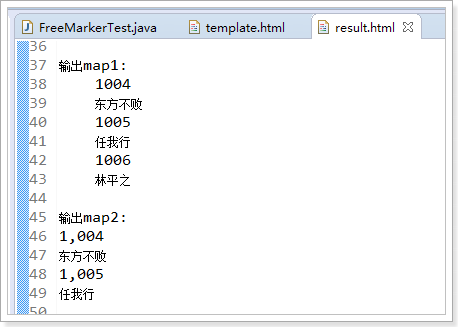 FreeMarkerTest.java template.html result.html
36
37 输出map1:
38 1004
39 东方不败
40 1005
41 任我行
42 1006
43 林平之
44
45 输出map2:
46 1,004
47 东方不败
48 1,005
49 任我行
50